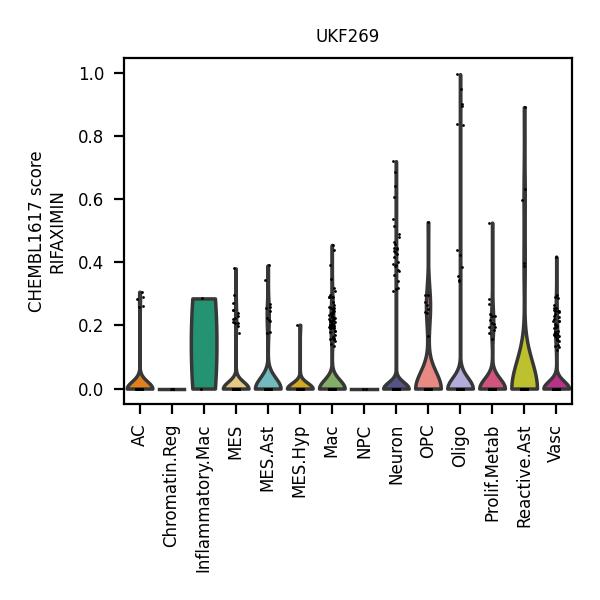 UKF269
CHEMBL1617 score
RIFAXIMIN
1.0
0.8
0.6
0.4
0.2
0.0
AC
Chromatin.Reg
Inflammatory.Mac
MES
MES.Ast
MES.Hyp
Mac
NPC
Neuron
OPC
Oligo
Prolif.Metab
Reactive.Ast
Vasc